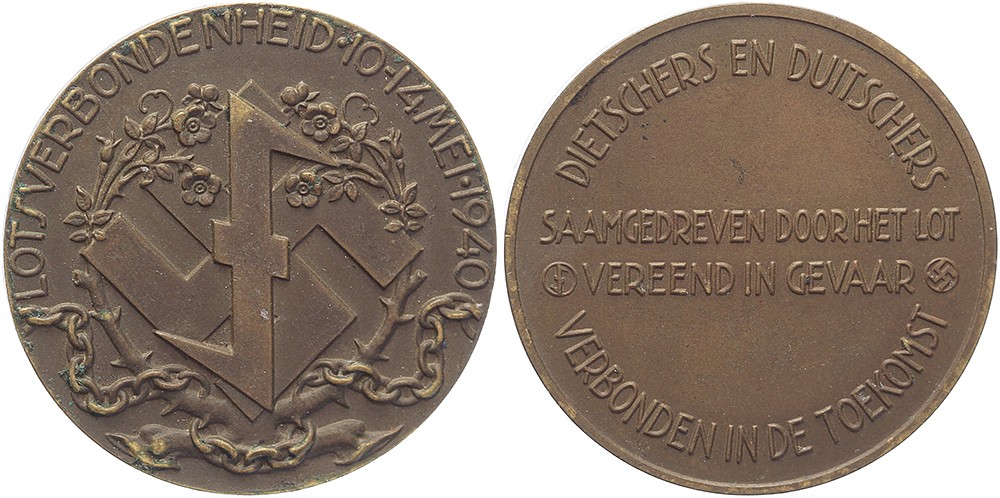 LOTSVERBONDENHEID·10-14 MEI·1940
DIETSCHERS EN DUITSCHERS
SAAMGEDREVEN DOOR HET LOT
VEREEND IN GEVAAR
VERBONDEN IN DE TOEKOMST